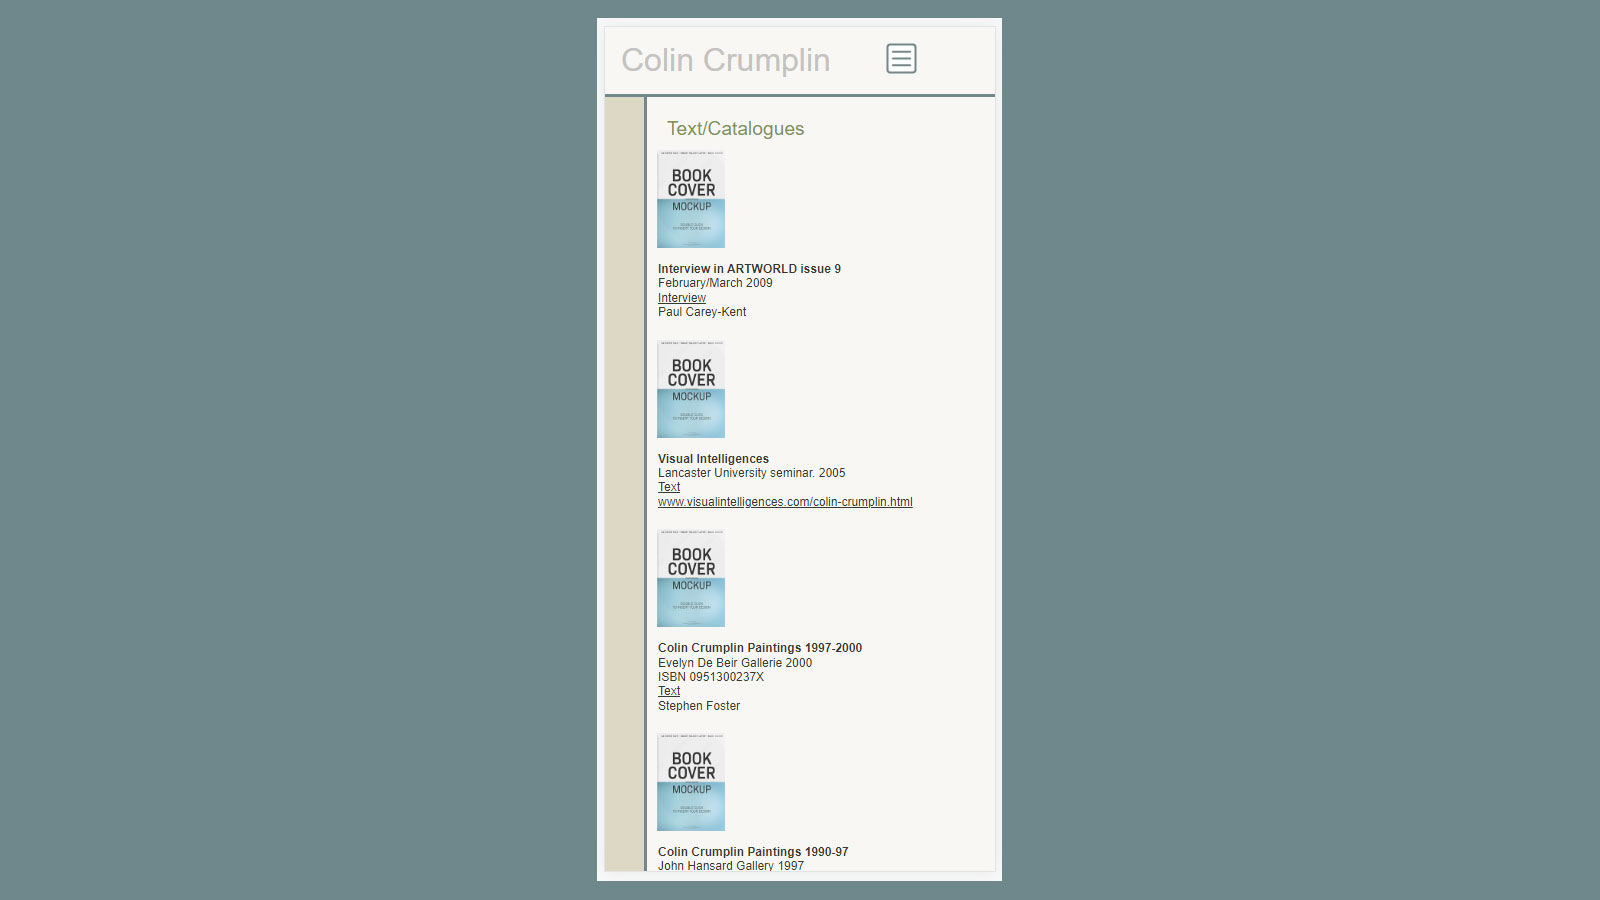 Colin Crumplin
Text/Catalogues
BOOK
COVER
MOCKUP
Interview in ARTWORLD issue 9
February/March 2009
Interview
Paul Carey-Kent
BOOK
COVER
MOCKUP
Visual Intelligences
Lancaster University seminar. 2005
Text
www.visualintelligences.com/colin-crumplin.html
BOOK
COVER
MOCKUP
Colin Crumplin Paintings 1997-2000
Evelyn De Beir Gallerie 2000
ISBN 0951300237X
Text
Stephen Foster
BOOK
COVER
MOCKUP
Colin Crumplin Paintings 1990-97
John Hansard Gallery 1997